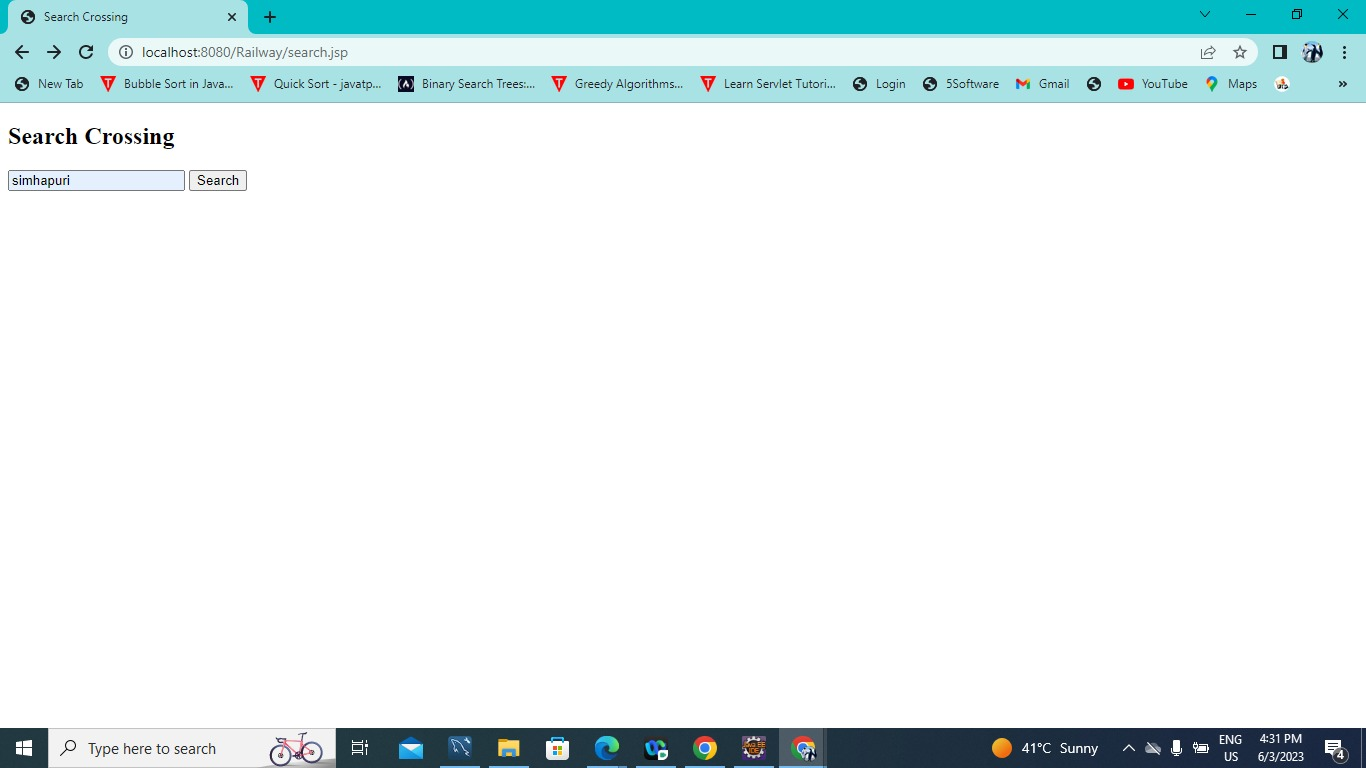 Search Crossing
localhost:8080/Railway/search.jsp
New Tab
Bubble Sort in Java...
Quick Sort - javatp...
Binary Search Trees:...
Greedy Algorithms...
Learn Servlet Tutori...
Login
5Software
Gmail
YouTube
Maps
»
Search Crossing
simhapuri Search
Type here to search
41°C Sunny
ENG
US
4:31 PM
6/3/2023
4